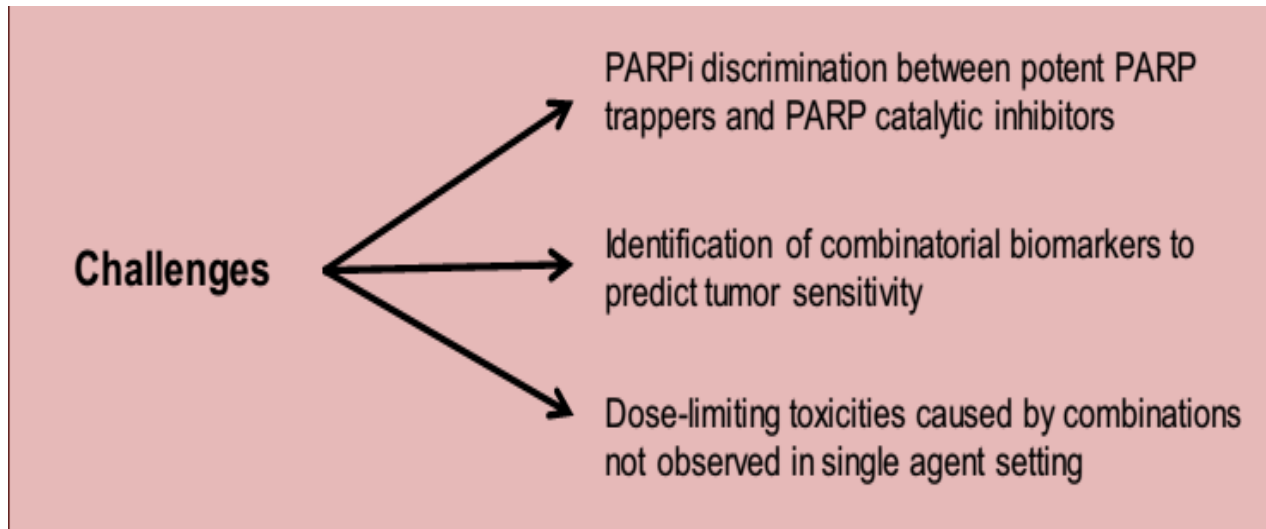 Challenges
PARPi discrimination between potent PARP
trappers and PARP catalytic inhibitors
Identification of combinatorial biomarkers to
predict tumor sensitivity
Dose-limiting toxicities caused by combinations
not observed in single agent setting